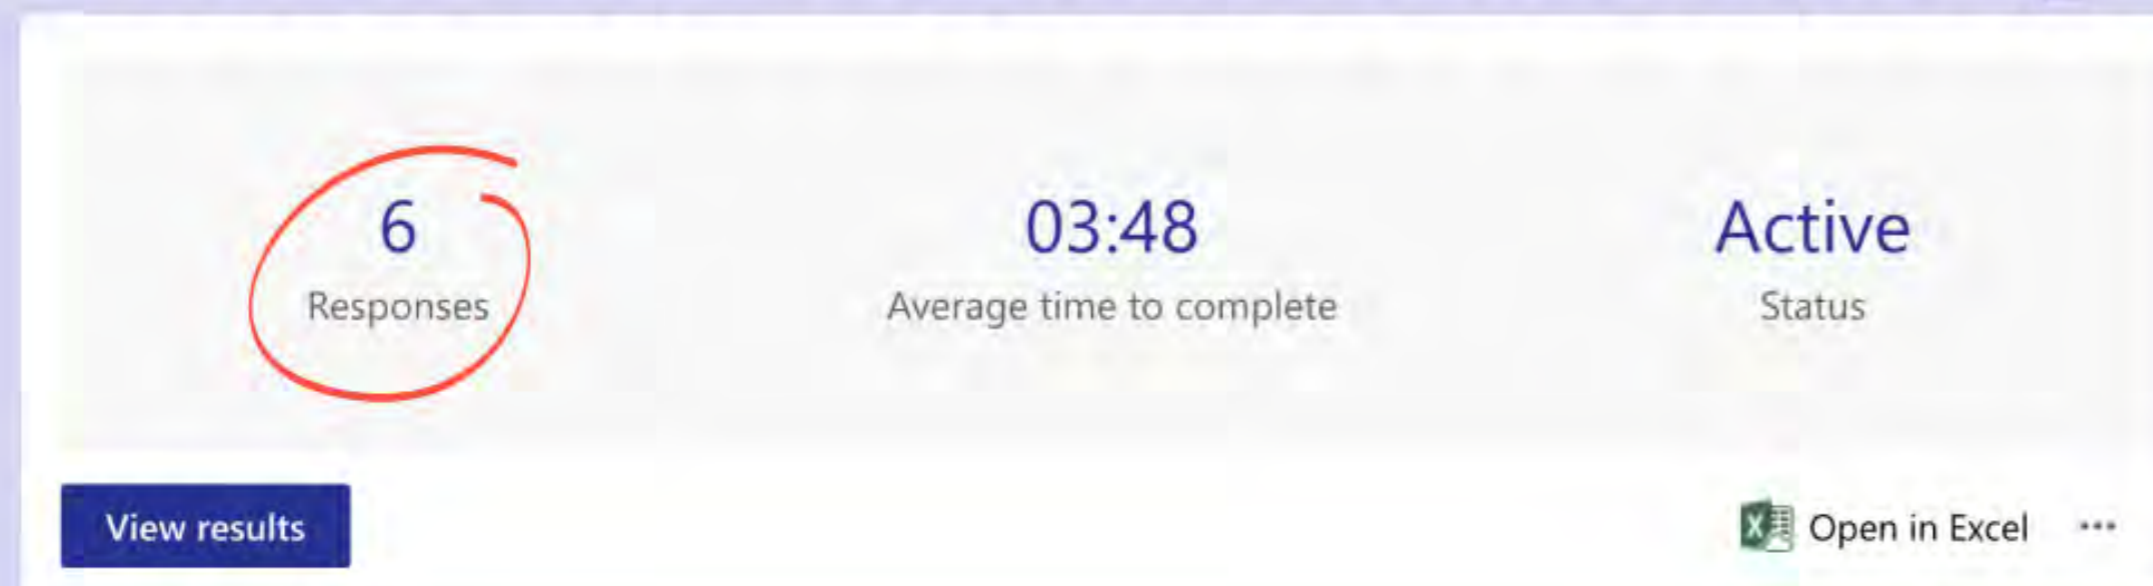 6
Responses
03:48
Average time to complete
Active
Status
View results
Open in Excel